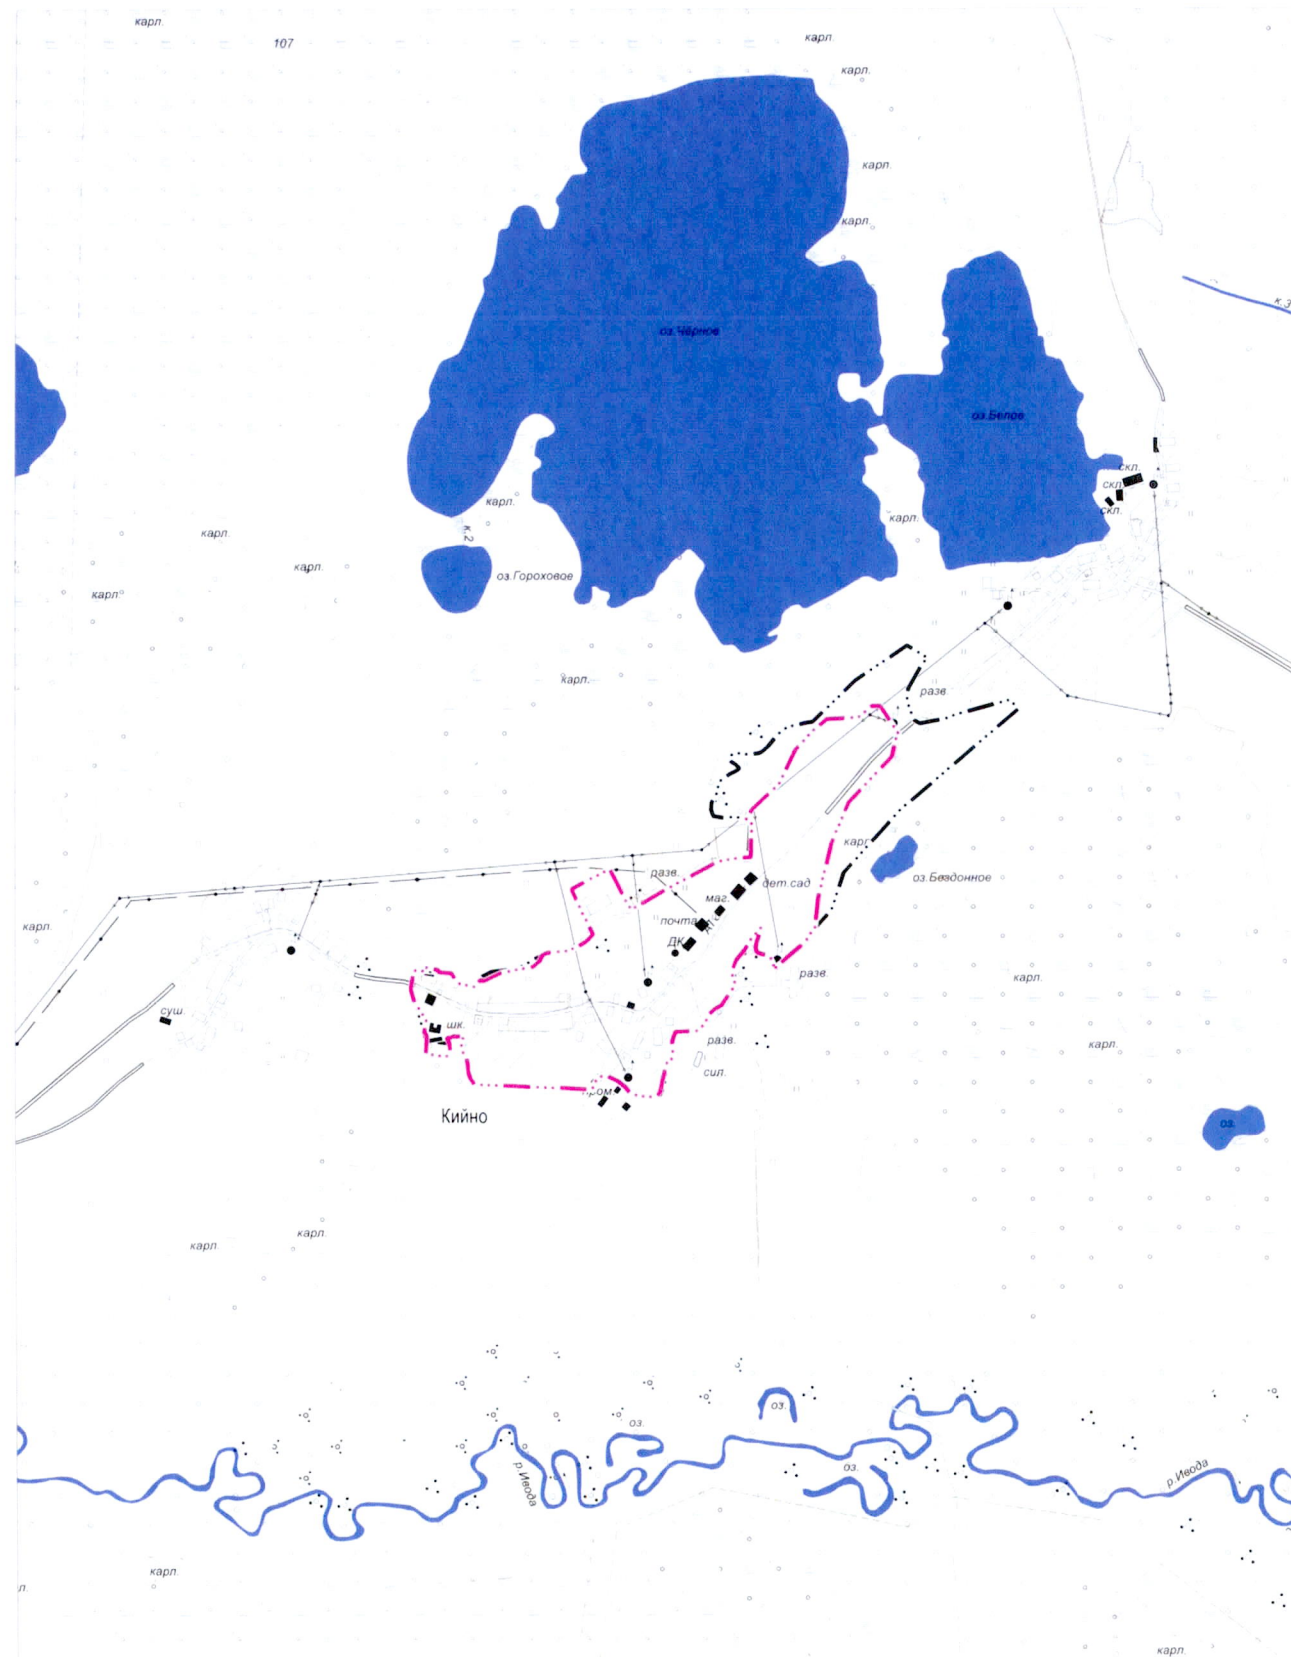 карл.
107
карл.
карл.
карл.
карл.
к.3
оз.Чёрное
оз.Белое
скл.
скл.
скл.
карл.
карл.
карл.
к.2
карл.
оз.Гороховое
карл.
карл.
разв.
карл.
разв.
дет.сад
оз.Бездонное
маг.
почта
ДК
карл.
разв.
карл.
суш.
шк.
разв.
карл.
сил.
Кийно
оз.
карл.
карл.
оз.
оз.
оз.
р.Ивода
р.Ивода
карл.
л.
карл.